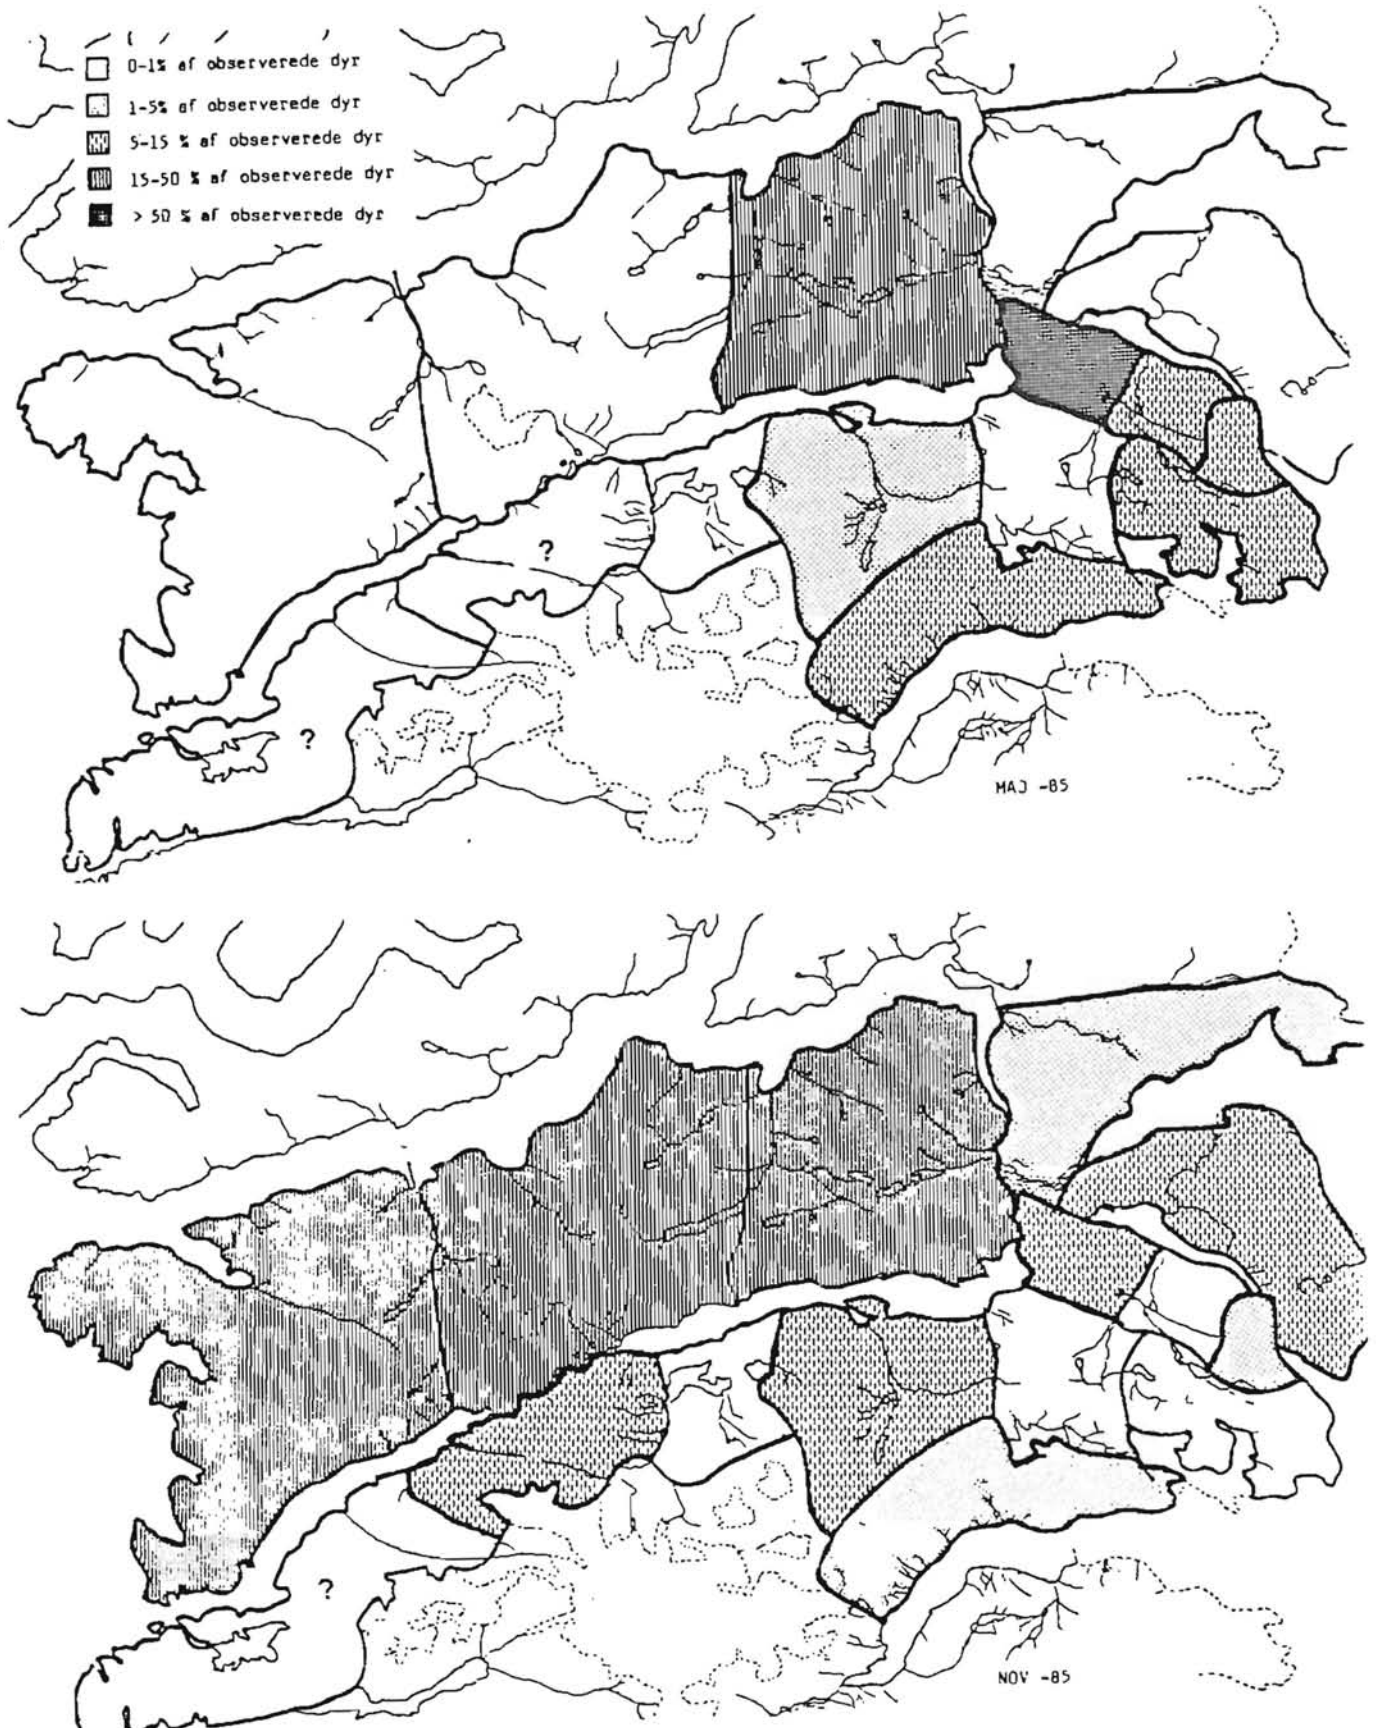 0-1% af observerede dyr
1-5% af observerede dyr
5-15 % af observerede dyr
15-50 % af observerede dyr
> 50 % af observerede dyr
?
?
MAJ -85
?
NOV -85